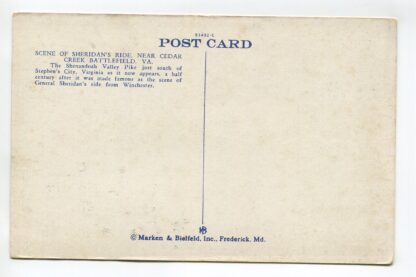 83492-C
POST CARD
SCENE OF SHERIDAN'S RIDE, NEAR CEDAR
CREEK BATTLEFIELD, VA.
The Shenandoah Valley Pike just south of
Stephen's City, Virginia as it now appears, a half
century after it was made famous as the scene of
General Sheridan's ride from Winchester.
© Marken & Bielfeld, Inc., Frederick, Md.